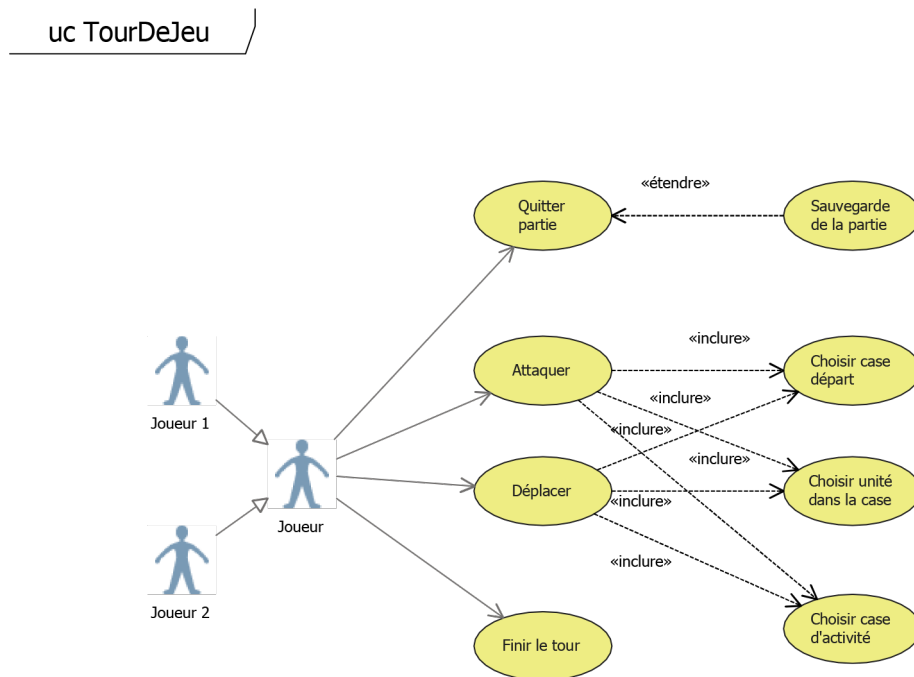 uc TourDeJeu
«étendre»
Quitter
partie
Sauvegarde
de la partie
«inclure»
Attaquer
Choisir case
départ
«inclure»
Joueur 1
«inclure»
«inclure»
Déplacer
Choisir unité
dans la case
«inclure»
Joueur
«inclure»
Joueur 2
Choisir case
d'activité
Finir le tour